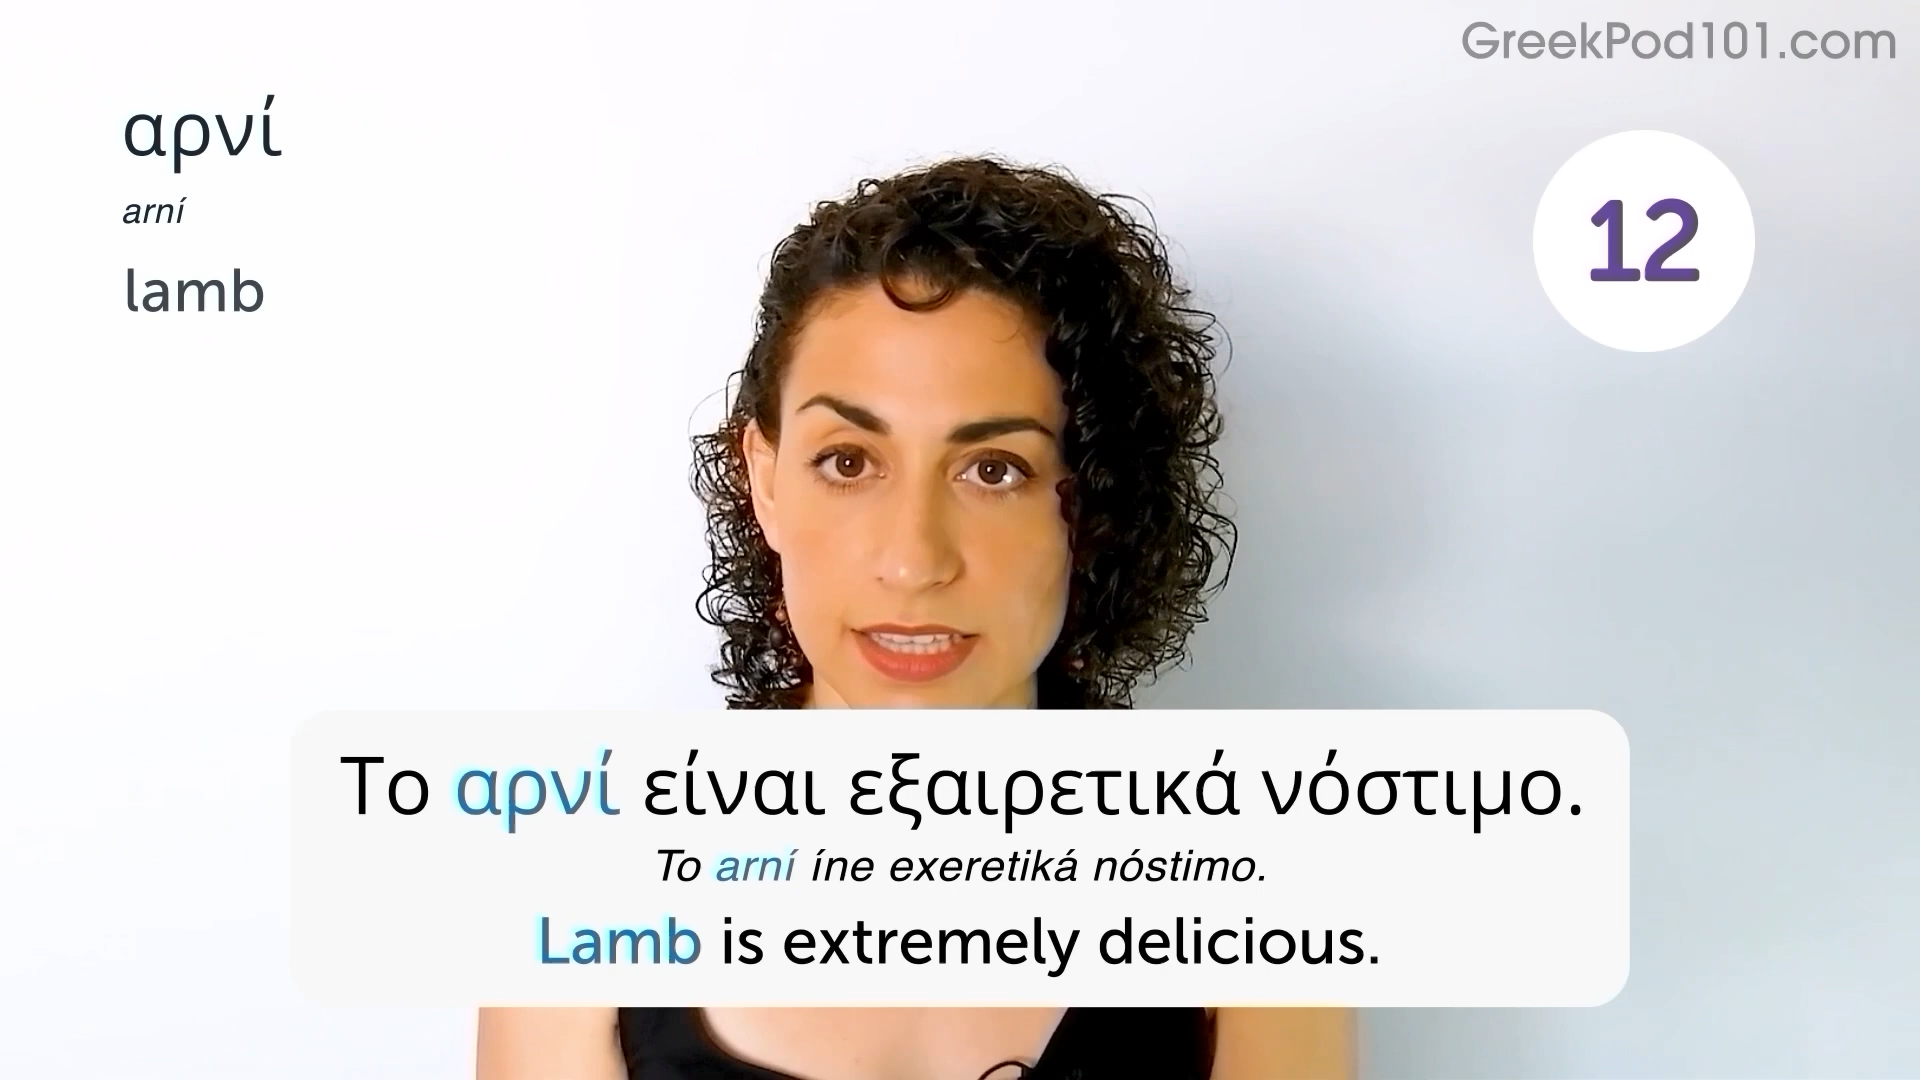 GreekPod101.com
αρνί
arní
lamb
12
Το αρνί είναι εξαιρετικά νόστιμο.
To arní íne exeretiká nóstimo.
Lamb is extremely delicious.